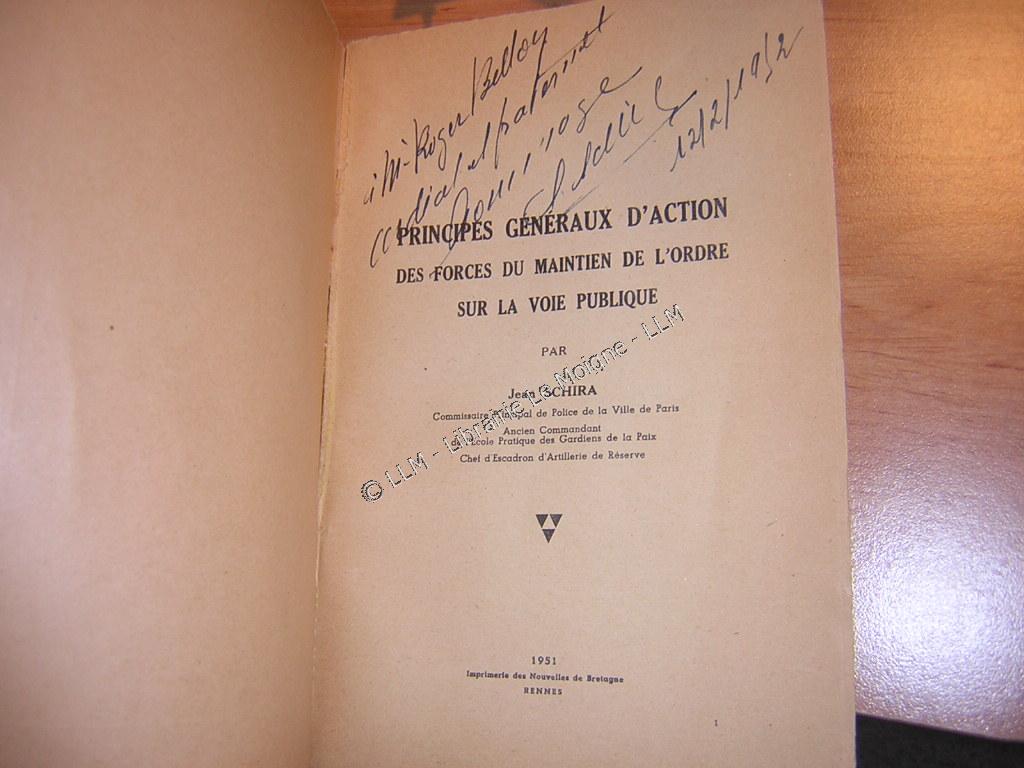 à Mr Roger Belloy
cordial et paternel
hommage
12/2/1952
PRINCIPES GÉNÉRAUX D'ACTION
DES FORCES DU MAINTIEN DE L'ORDRE
SUR LA VOIE PUBLIQUE
PAR
Jean SCHIRA
Commissaire Principal de Police de la Ville de Paris
Ancien Commandant
de l'École Pratique des Gardiens de la Paix
Chef d'Escadron d'Artillerie de Réserve
© LLM - Librairie Le Moigne - LLM
1951
Imprimerie des Nouvelles de Bretagne
RENNES
1